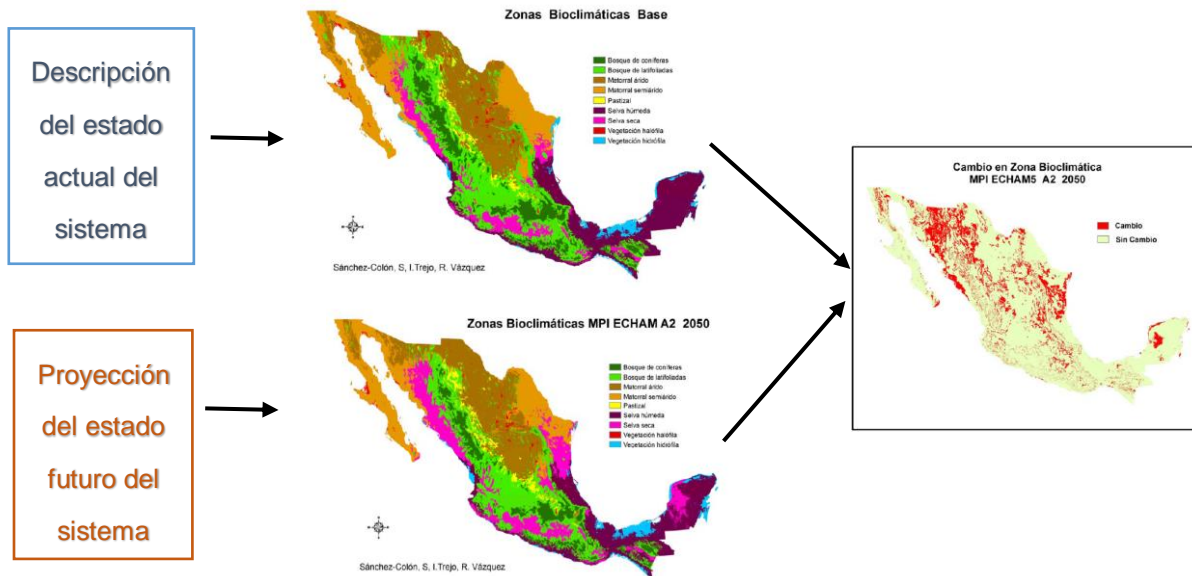 Descripción
del estado
actual del
sistema
Zonas Bioclimáticas Base
Bosque de coníferas
Bosque de latifoliadas
Matorral árido
Matorral semiárido
Pastizal
Selva húmeda
Selva seca
Vegetación halófila
Vegetación hidrófila
Sánchez-Colón, S, I.Trejo, R. Vázquez
Proyección
del estado
futuro del
sistema
Zonas Bioclimáticas MPI ECHAM A2 2050
Bosque de coníferas
Bosque de latifoliadas
Matorral árido
Matorral semiárido
Pastizal
Selva húmeda
Selva seca
Vegetación halófila
Vegetación hidrófila
Sánchez-Colón, S, I.Trejo, R. Vázquez
Cambio en Zona Bioclimática
MPI ECHAM5 A2 2050
Cambio
Sin Cambio